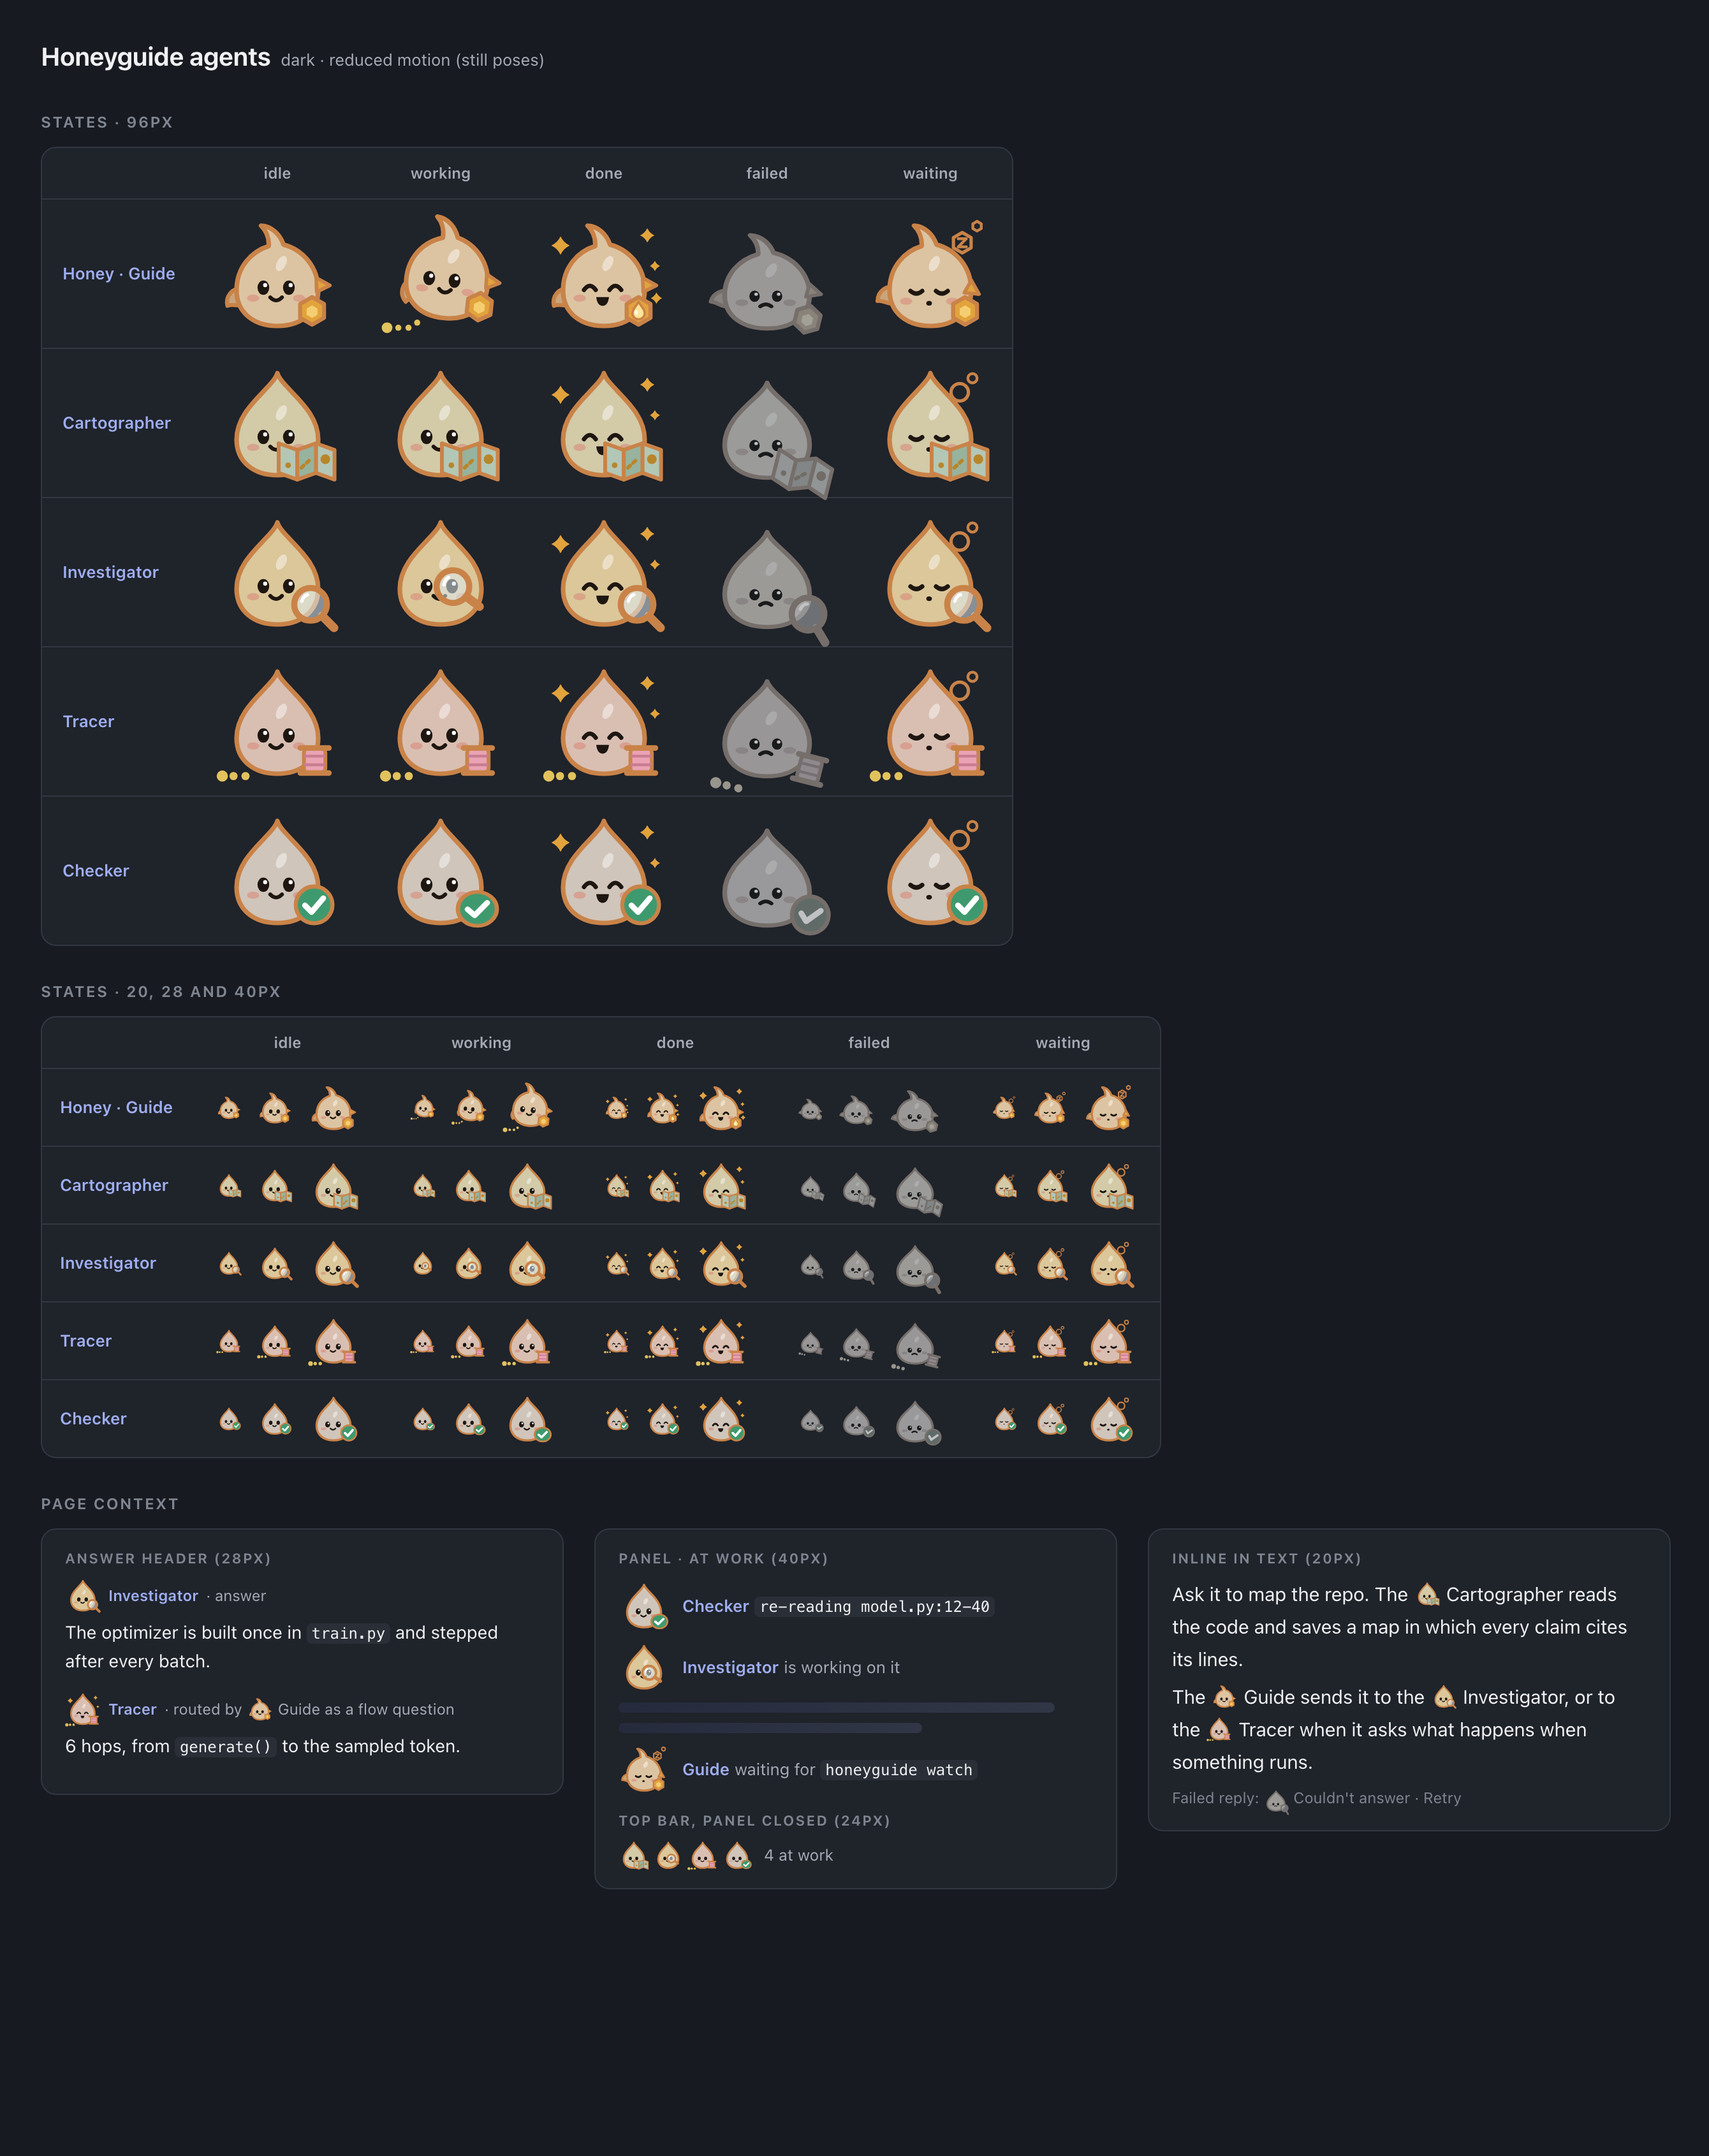 Honeyguide agents dark · reduced motion (still poses)
STATES · 96PX
idle working done failed waiting
Honey · Guide
Z
Cartographer
Investigator
Tracer
Checker
STATES · 20, 28 AND 40PX
idle working done failed waiting
Honey · Guide
Cartographer
Investigator
Tracer
Checker
PAGE CONTEXT
ANSWER HEADER (28PX)
Investigator · answer
The optimizer is built once in train.py and stepped
after every batch.
Tracer · routed by Guide as a flow question
6 hops, from generate() to the sampled token.
PANEL · AT WORK (40PX)
Checker re-reading model.py:12–40
Investigator is working on it
Guide waiting for honeyguide watch
TOP BAR, PANEL CLOSED (24PX)
4 at work
INLINE IN TEXT (20PX)
Ask it to map the repo. The Cartographer reads
the code and saves a map in which every claim cites
its lines.
The Guide sends it to the Investigator, or to
the Tracer when it asks what happens when
something runs.
Failed reply: Couldn't answer · Retry